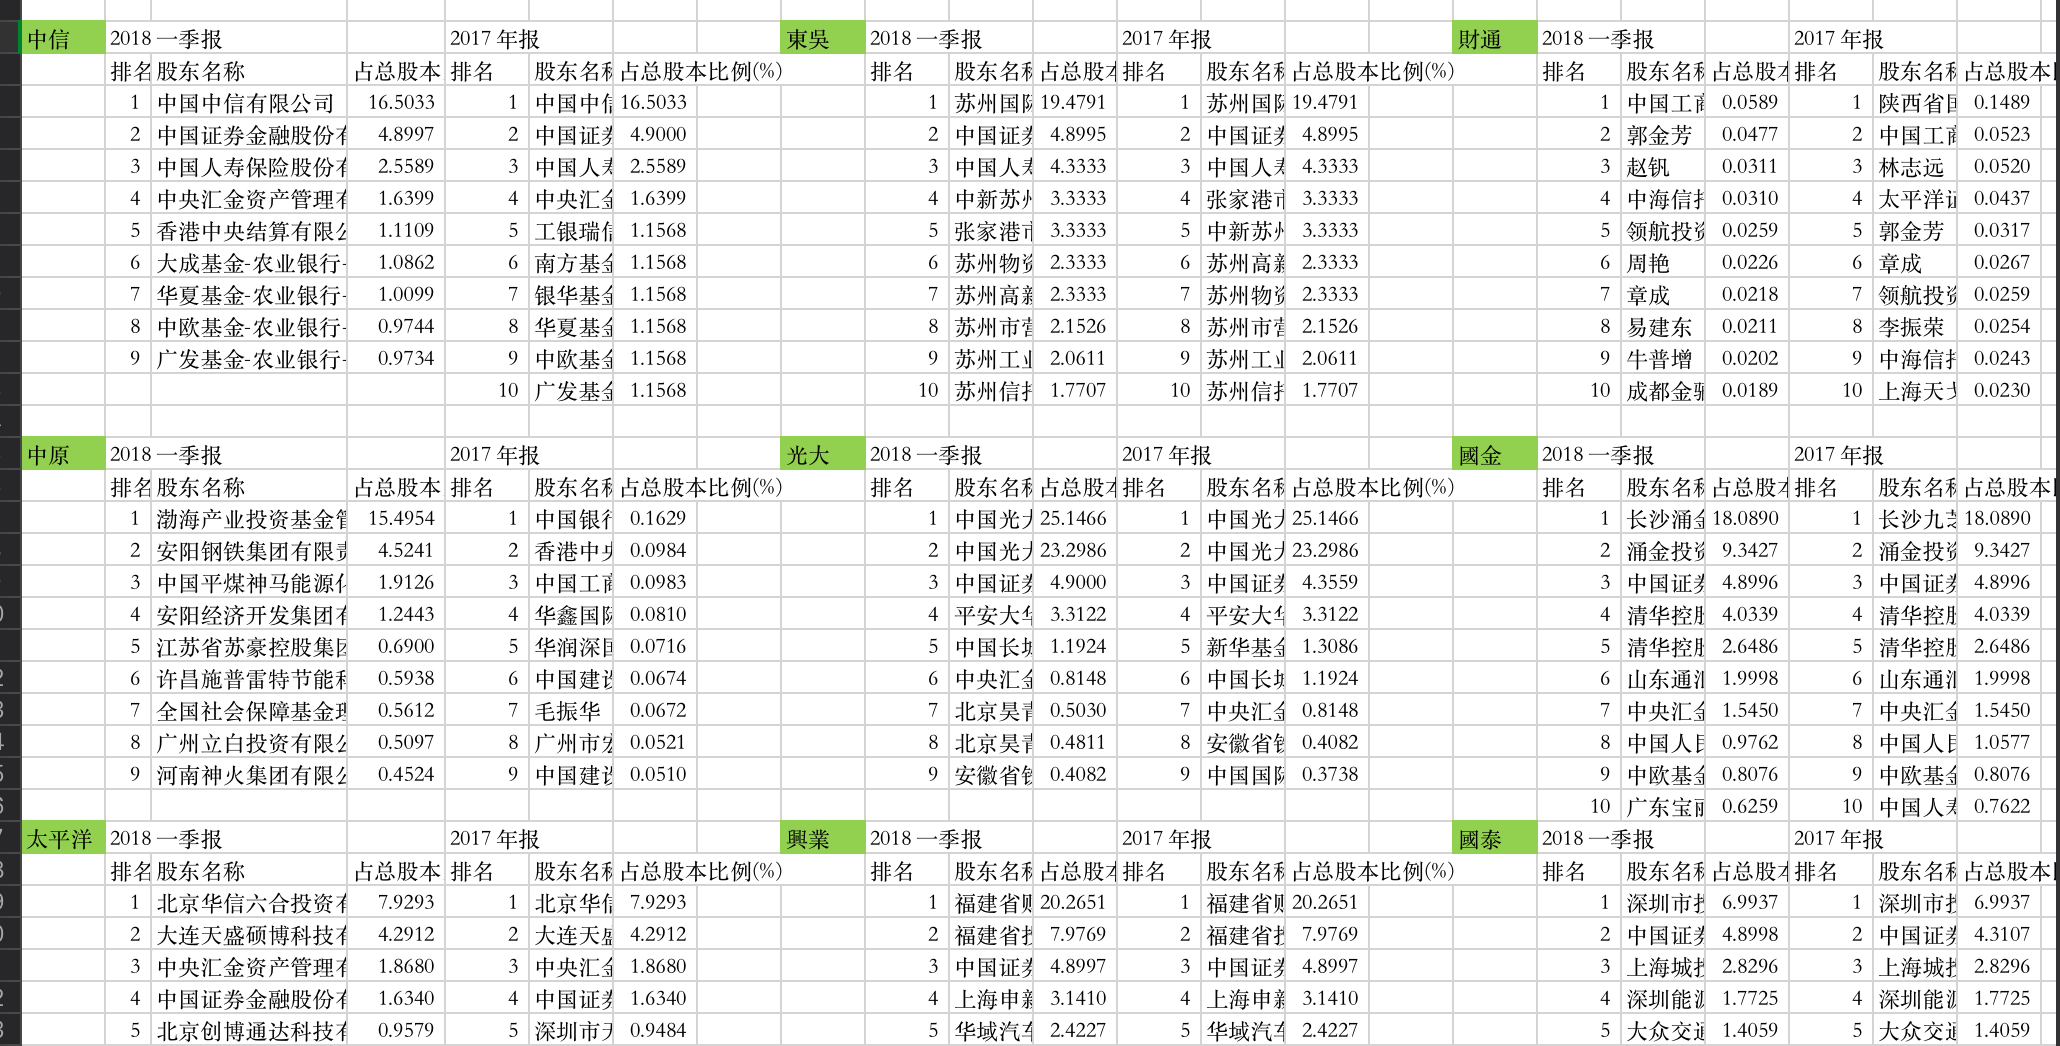 中信 2018 一季报 2017 年报 東吳 2018 一季报 2017 年报 財通 2018 一季报 2017 年报
排名 股东名称 占总股本 排名 股东名称 占总股本比例(%) 排名 股东名称 占总股本 排名 股东名称 占总股本比例(%) 排名 股东名称 占总股本 排名 股东名称 占总股本
1 中国中信有限公司 16.5033 1 中国中信 16.5033 1 苏州国际 19.4791 1 苏州国际 19.4791 1 中国工商 0.0589 1 陕西省国 0.1489
2 中国证券金融股份有 4.8997 2 中国证券 4.9000 2 中国证券 4.8995 2 中国证券 4.8995 2 郭金芳 0.0477 2 中国工商 0.0523
3 中国人寿保险股份有 2.5589 3 中国人寿 2.5589 3 中国人寿 4.3333 3 中国人寿 4.3333 3 赵钒 0.0311 3 林志远 0.0520
4 中央汇金资产管理有 1.6399 4 中央汇金 1.6399 4 中新苏州 3.3333 4 张家港市 3.3333 4 中海信托 0.0310 4 太平洋证 0.0437
5 香港中央结算有限公 1.1109 5 工银瑞信 1.1568 5 张家港市 3.3333 5 中新苏州 3.3333 5 领航投资 0.0259 5 郭金芳 0.0317
6 大成基金-农业银行- 1.0862 6 南方基金 1.1568 6 苏州物资 2.3333 6 苏州高新 2.3333 6 周艳 0.0226 6 章成 0.0267
7 华夏基金-农业银行- 1.0099 7 银华基金 1.1568 7 苏州高新 2.3333 7 苏州物资 2.3333 7 章成 0.0218 7 领航投资 0.0259
8 中欧基金-农业银行- 0.9744 8 华夏基金 1.1568 8 苏州市营 2.1526 8 苏州市营 2.1526 8 易建东 0.0211 8 李振荣 0.0254
9 广发基金-农业银行- 0.9734 9 中欧基金 1.1568 9 苏州工业 2.0611 9 苏州工业 2.0611 9 牛普增 0.0202 9 中海信托 0.0243
10 广发基金 1.1568 10 苏州信托 1.7707 10 苏州信托 1.7707 10 成都金驰 0.0189 10 上海天戈 0.0230
中原 2018 一季报 2017 年报 光大 2018 一季报 2017 年报 國金 2018 一季报 2017 年报
排名 股东名称 占总股本 排名 股东名称 占总股本比例(%) 排名 股东名称 占总股本 排名 股东名称 占总股本比例(%) 排名 股东名称 占总股本 排名 股东名称 占总股本
1 渤海产业投资基金管 15.4954 1 中国银行 0.1629 1 中国光大 25.1466 1 中国光大 25.1466 1 长沙涌金 18.0890 1 长沙九芝 18.0890
2 安阳钢铁集团有限责 4.5241 2 香港中央 0.0984 2 中国光大 23.2986 2 中国光大 23.2986 2 涌金投资 9.3427 2 涌金投资 9.3427
3 中国平煤神马能源化 1.9126 3 中国工商 0.0983 3 中国证券 4.9000 3 中国证券 4.3559 3 中国证券 4.8996 3 中国证券 4.8996
4 安阳经济开发集团有 1.2443 4 华鑫国际 0.0810 4 平安大华 3.3122 4 平安大华 3.3122 4 清华控股 4.0339 4 清华控股 4.0339
5 江苏省苏豪控股集团 0.6900 5 华润深国 0.0716 5 中国长城 1.1924 5 新华基金 1.3086 5 清华控股 2.6486 5 清华控股 2.6486
6 许昌施普雷特节能科 0.5938 6 中国建设 0.0674 6 中央汇金 0.8148 6 中国长城 1.1924 6 山东通汇 1.9998 6 山东通汇 1.9998
7 全国社会保障基金理 0.5612 7 毛振华 0.0672 7 北京昊青 0.5030 7 中央汇金 0.8148 7 中央汇金 1.5450 7 中央汇金 1.5450
8 广州立白投资有限公 0.5097 8 广州市宏 0.0521 8 北京昊青 0.4811 8 安徽省铁 0.4082 8 中国人民 0.9762 8 中国人民 1.0577
9 河南神火集团有限公 0.4524 9 中国建设 0.0510 9 安徽省铁 0.4082 9 中国国际 0.3738 9 中欧基金 0.8076 9 中欧基金 0.8076
10 广东宝丽 0.6259 10 中国人寿 0.7622
太平洋 2018 一季报 2017 年报 興業 2018 一季报 2017 年报 國泰 2018 一季报 2017 年报
排名 股东名称 占总股本 排名 股东名称 占总股本比例(%) 排名 股东名称 占总股本 排名 股东名称 占总股本比例(%) 排名 股东名称 占总股本 排名 股东名称 占总股本
1 北京华信六合投资有 7.9293 1 北京华信 7.9293 1 福建省财 20.2651 1 福建省财 20.2651 1 深圳市投 6.9937 1 深圳市投 6.9937
2 大连天盛硕博科技有 4.2912 2 大连天盛 4.2912 2 福建省投 7.9769 2 福建省投 7.9769 2 中国证券 4.8998 2 中国证券 4.3107
3 中央汇金资产管理有 1.8680 3 中央汇金 1.8680 3 中国证券 4.8997 3 中国证券 4.8997 3 上海城投 2.8296 3 上海城投 2.8296
4 中国证券金融股份有 1.6340 4 中国证券 1.6340 4 上海申新 3.1410 4 上海申新 3.1410 4 深圳能源 1.7725 4 深圳能源 1.7725
5 北京创博通达科技有 0.9579 5 深圳市天 0.9484 5 华域汽车 2.4227 5 华域汽车 2.4227 5 大众交通 1.4059 5 大众交通 1.4059